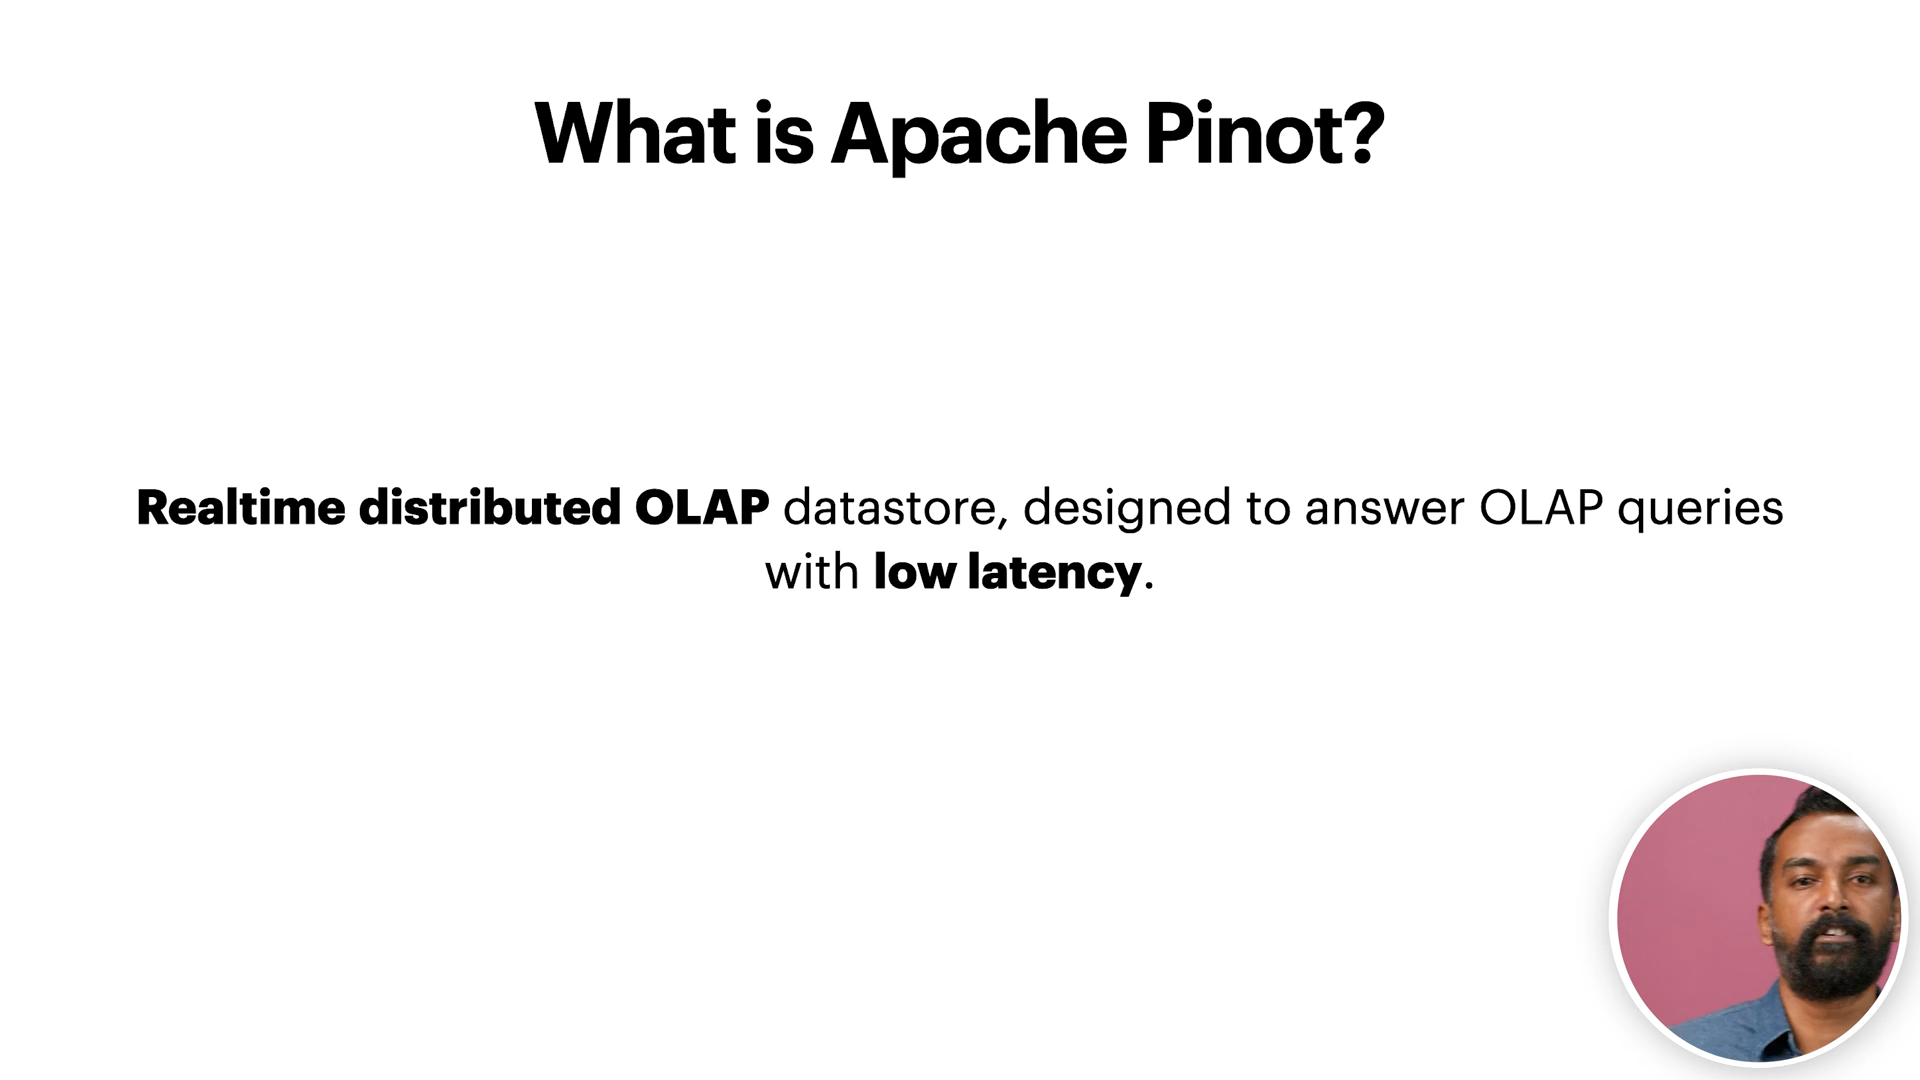 What is Apache Pinot?
Realtime distributed OLAP datastore, designed to answer OLAP queries
with low latency.